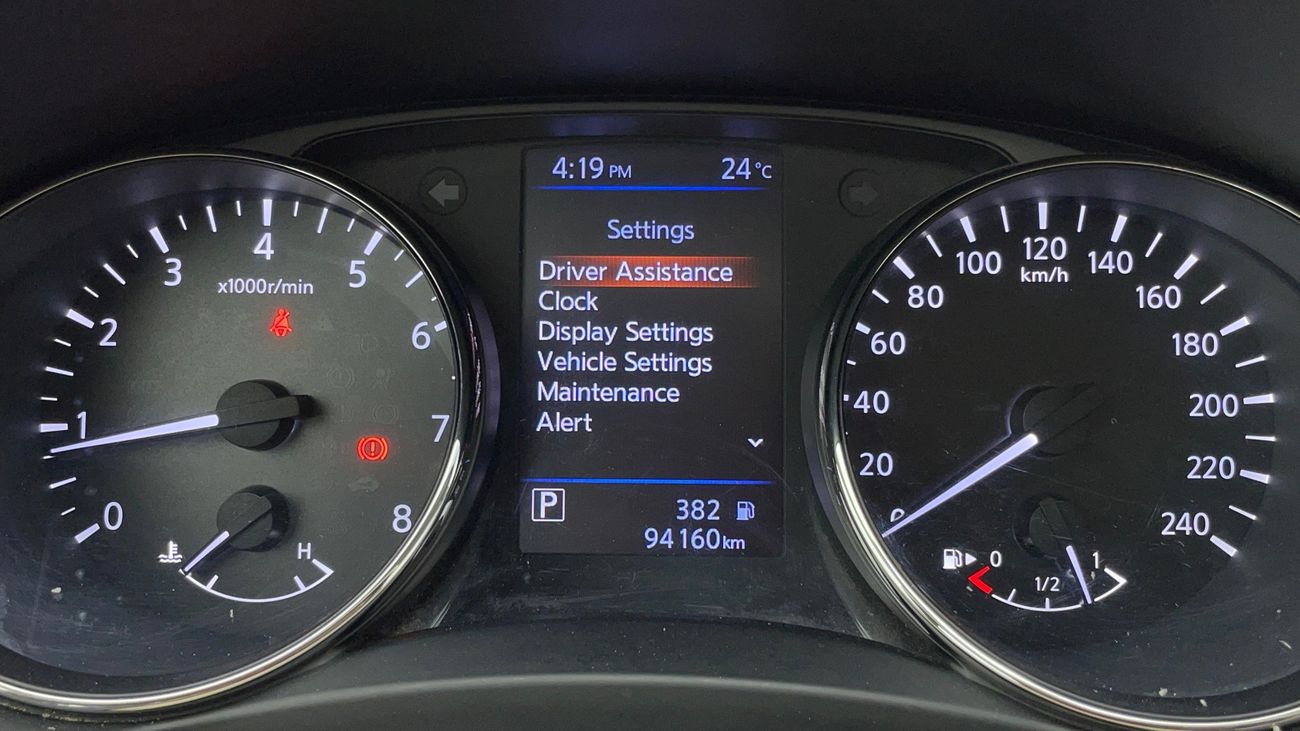 4:19 PM 24°C
Settings
Driver Assistance
Clock
Display Settings
Vehicle Settings
Maintenance
Alert
P 382
94160km
0 1 2 3 4 5 6 7 8
x1000r/min
H
0 20 40 60 80 100 120 140 160 180 200 220 240
km/h
0 1/2 1